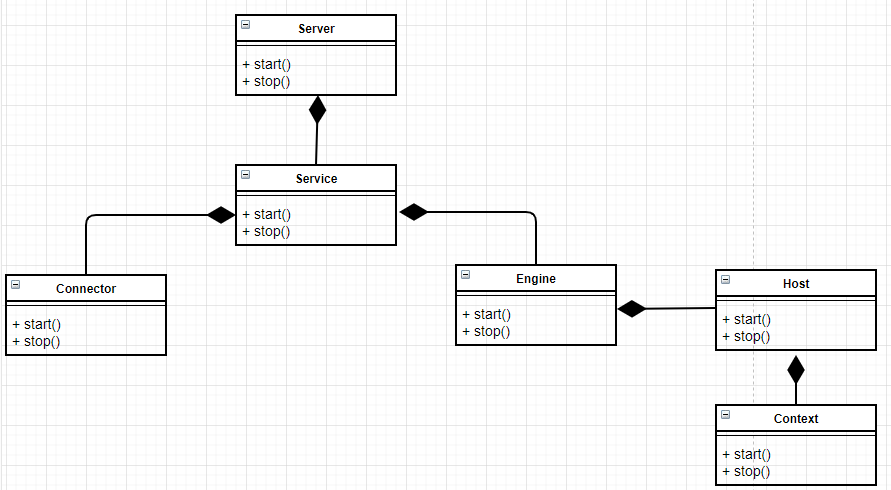 Server
+ start()
+ stop()
Service
+ start()
+ stop()
Connector
+ start()
+ stop()
Engine
+ start()
+ stop()
Host
+ start()
+ stop()
Context
+ start()
+ stop()